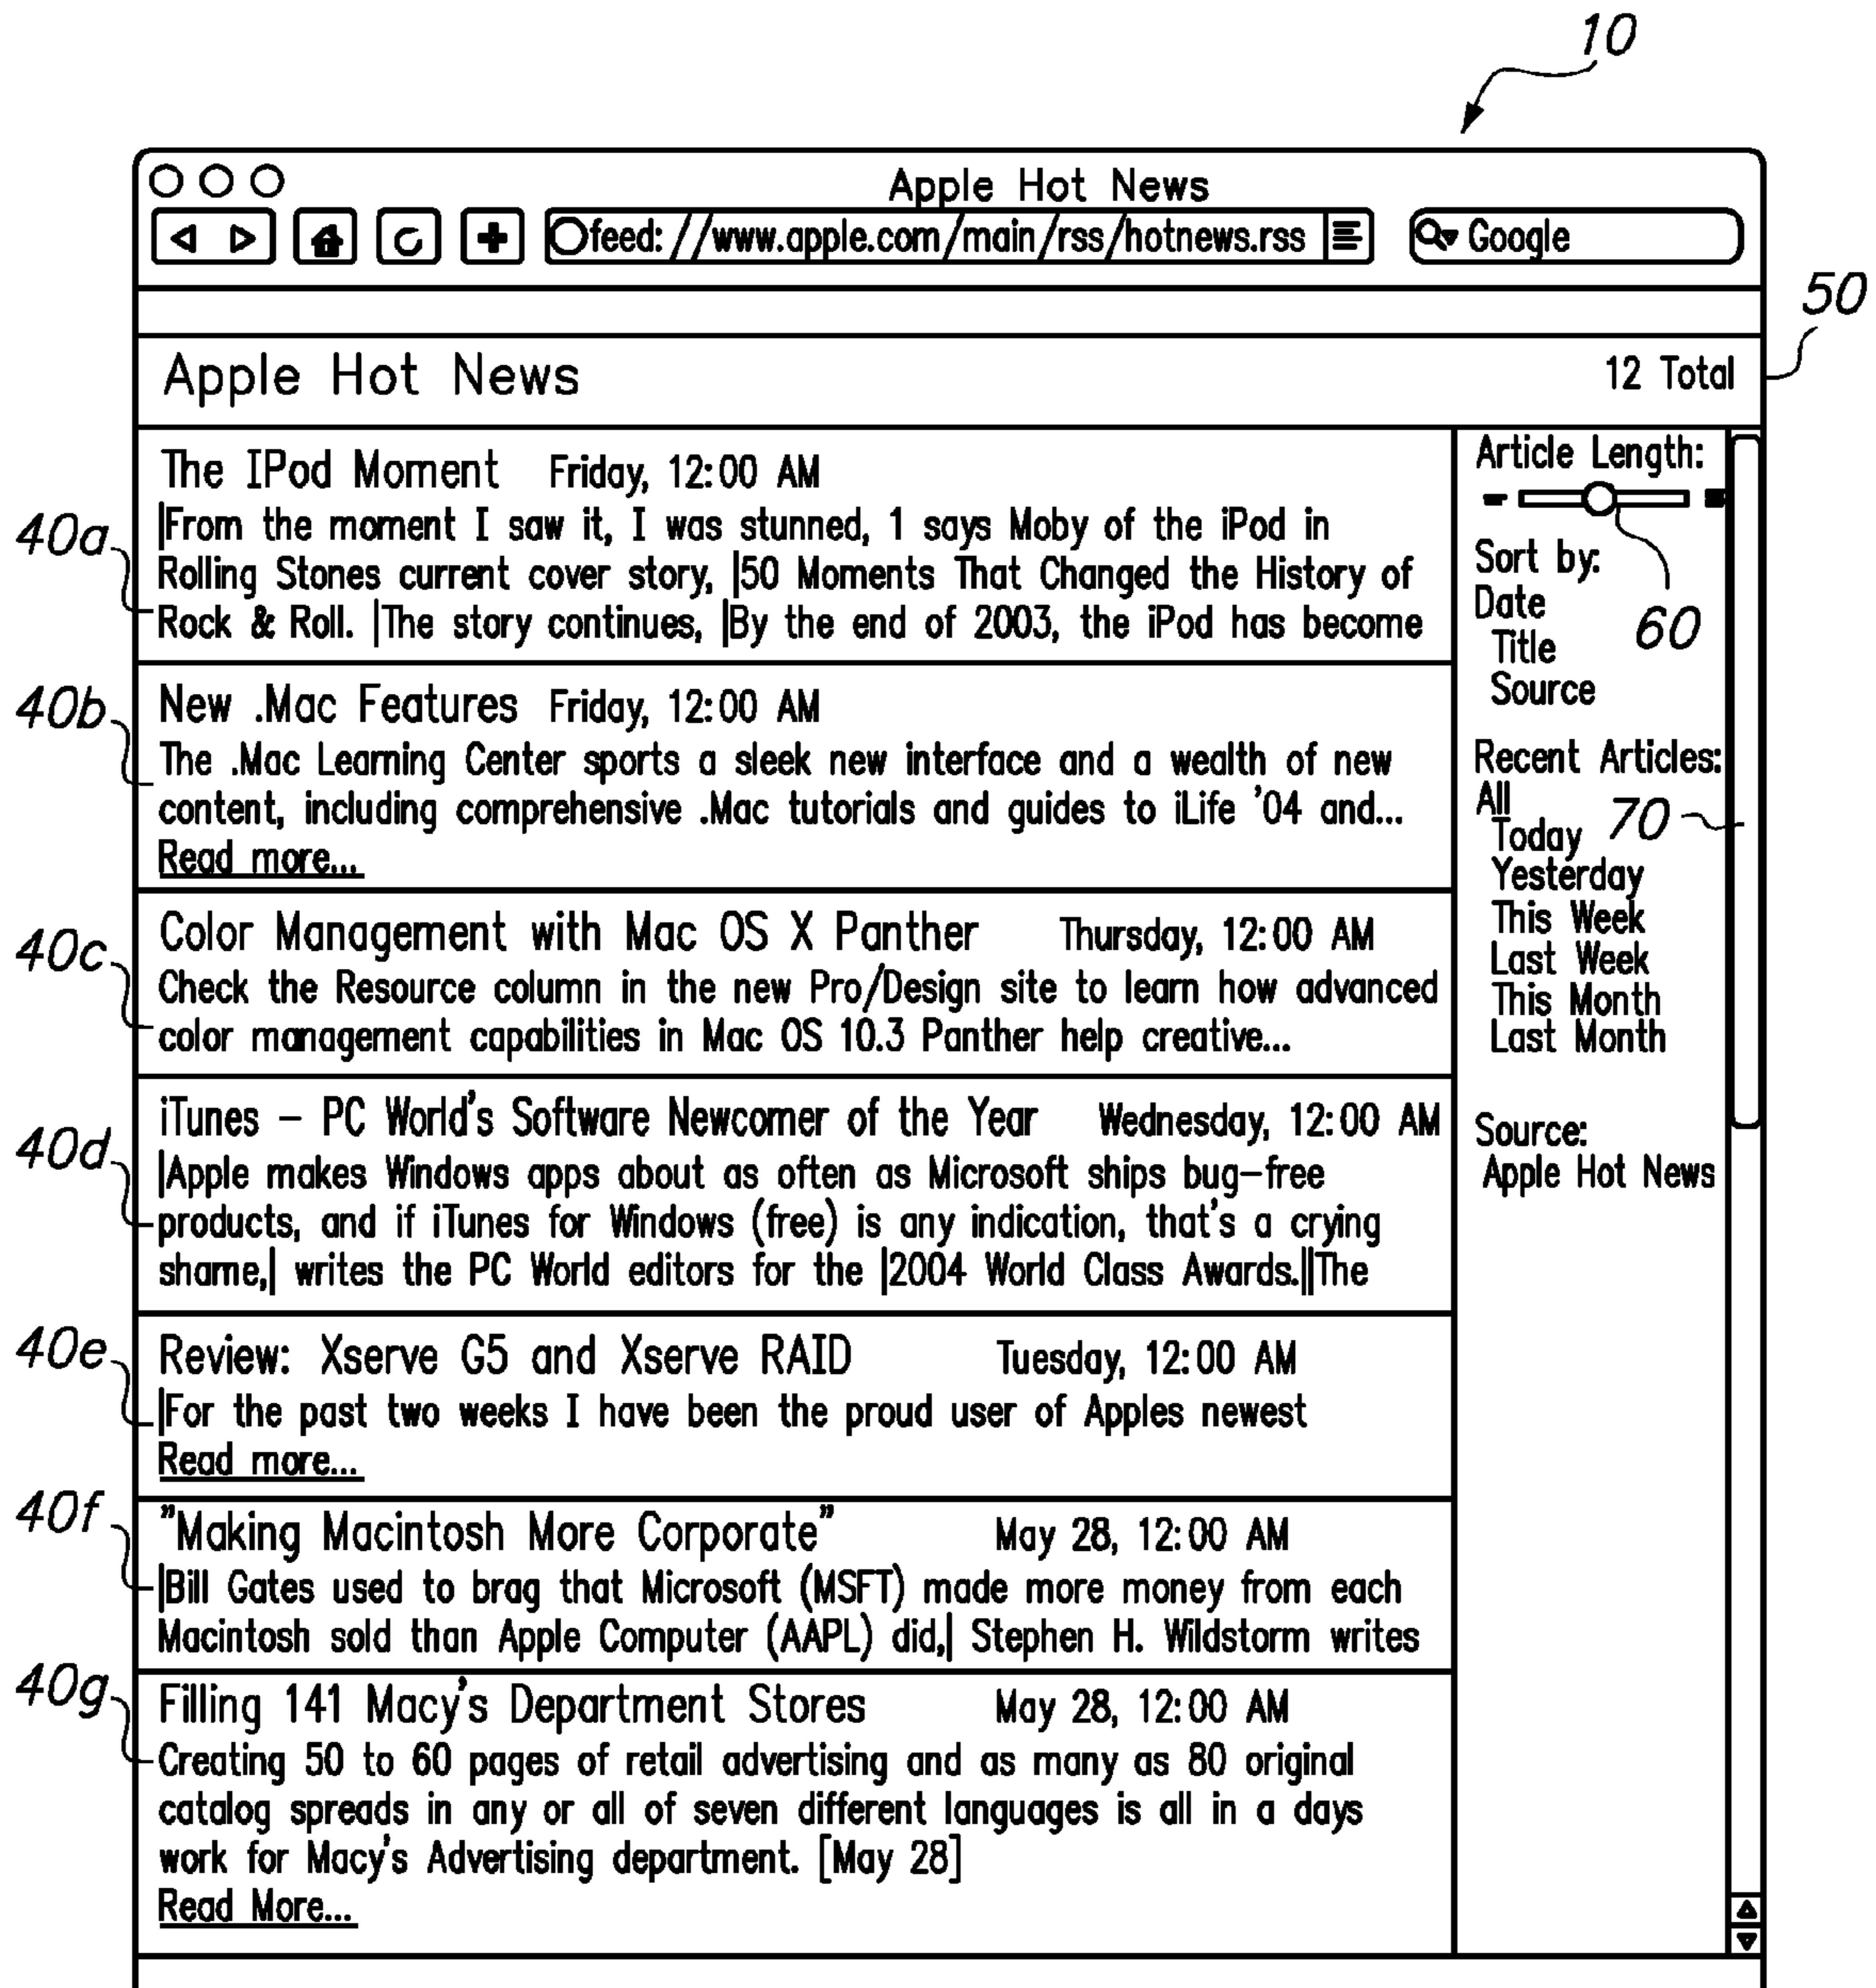 10
Apple Hot News
feed: //www.apple.com/main/rss/hotnews.rss
Google
50
Apple Hot News
12 Total
40a
The IPod Moment Friday, 12:00 AM
|From the moment I saw it, I was stunned, 1 says Moby of the iPod in
Rolling Stones current cover story, |50 Moments That Changed the History of
Rock & Roll. |The story continues, |By the end of 2003, the iPod has become
40b
New .Mac Features Friday, 12:00 AM
The .Mac Learning Center sports a sleek new interface and a wealth of new
content, including comprehensive .Mac tutorials and guides to iLife '04 and...
Read more...
40c
Color Management with Mac OS X Panther Thursday, 12:00 AM
Check the Resource column in the new Pro/Design site to learn how advanced
color management capabilities in Mac OS 10.3 Panther help creative...
40d
iTunes – PC World's Software Newcomer of the Year Wednesday, 12:00 AM
|Apple makes Windows apps about as often as Microsoft ships bug-free
products, and if iTunes for Windows (free) is any indication, that's a crying
shame,| writes the PC World editors for the |2004 World Class Awards.||The
40e
Review: Xserve G5 and Xserve RAID Tuesday, 12:00 AM
|For the past two weeks I have been the proud user of Apples newest
Read more...
40f
"Making Macintosh More Corporate" May 28, 12:00 AM
|Bill Gates used to brag that Microsoft (MSFT) made more money from each
Macintosh sold than Apple Computer (AAPL) did,| Stephen H. Wildstorm writes
40g
Filling 141 Macy's Department Stores May 28, 12:00 AM
Creating 50 to 60 pages of retail advertising and as many as 80 original
catalog spreads in any or all of seven different languages is all in a days
work for Macy's Advertising department. [May 28]
Read More...
Article Length:
60
Sort by:
Date
Title
Source
Recent Articles:
All
70
Today
Yesterday
This Week
Last Week
This Month
Last Month
Source:
Apple Hot News